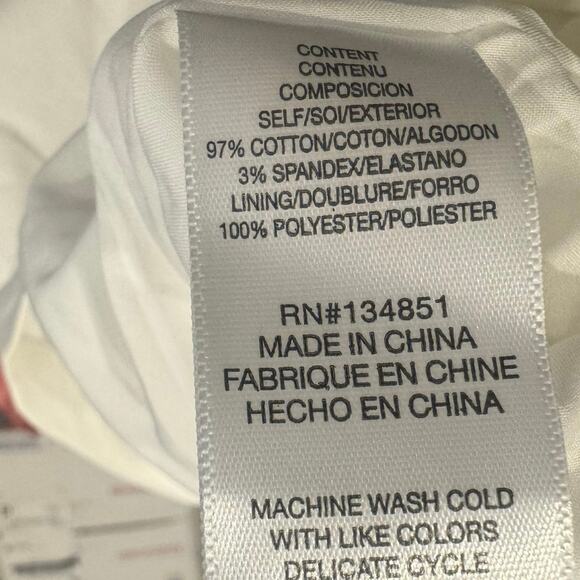 CONTENT
CONTENU
COMPOSICION
SELF/SOI/EXTERIOR
97% COTTON/COTON/ALGODON
3% SPANDEX/ELASTANO
LINING/DOUBLURE/FORRO
100% POLYESTER/POLIESTER
RN#134851
MADE IN CHINA
FABRIQUE EN CHINE
HECHO EN CHINA
MACHINE WASH COLD
WITH LIKE COLORS
DELICATE CYCLE